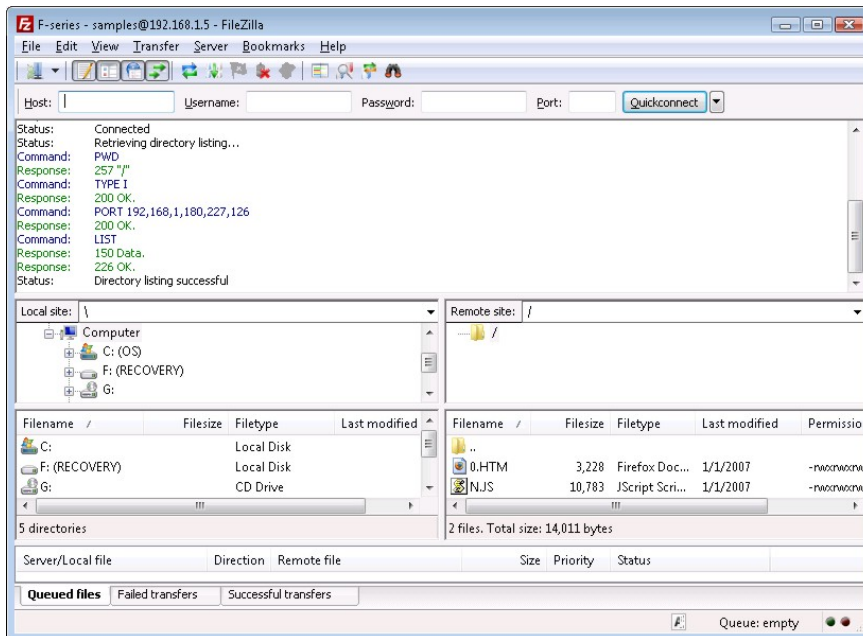 F-series - samples@192.168.1.5 - FileZilla
File Edit View Transfer Server Bookmarks Help
Host: Username: Password: Port: Quickconnect
Status: Connected
Status: Retrieving directory listing...
Command: PWD
Response: 257 "/"
Command: TYPE I
Response: 200 OK.
Command: PORT 192,168,1,180,227,126
Response: 200 OK.
Command: LIST
Response: 150 Data.
Response: 226 OK.
Status: Directory listing successful
Local site: \
Computer
C: (OS)
F: (RECOVERY)
G:
Remote site: /
/
Filename / Filesize Filetype Last modified
C: Local Disk
F: (RECOVERY) Local Disk
G: CD Drive
5 directories
Filename / Filesize Filetype Last modified Permissio
..
0.HTM 3,228 Firefox Doc... 1/1/2007
N.JS 10,783 JScript Scri... 1/1/2007
2 files. Total size: 14,011 bytes
Server/Local file Direction Remote file Size Priority Status
Queued files Failed transfers Successful transfers
Queue: empty